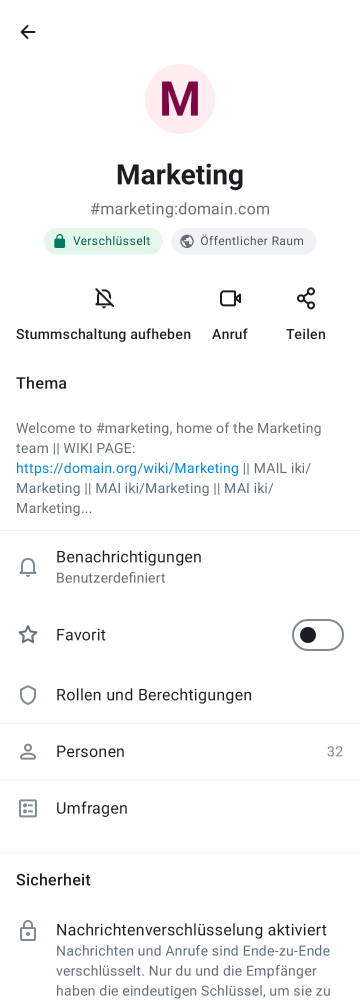 M
Marketing
#marketing:domain.com
Verschlüsselt
Öffentlicher Raum
Stummschaltung aufheben
Anruf
Teilen
Thema
Welcome to #marketing, home of the Marketing
team || WIKI PAGE:
https://domain.org/wiki/Marketing || MAIL iki/
Marketing || MAI iki/Marketing || MAI iki/
Marketing...
Benachrichtigungen
Benutzerdefiniert
Favorit
Rollen und Berechtigungen
Personen 32
Umfragen
Sicherheit
Nachrichtenverschlüsselung aktiviert
Nachrichten und Anrufe sind Ende-zu-Ende
verschlüsselt. Nur du und die Empfänger
haben die eindeutigen Schlüssel, um sie zu